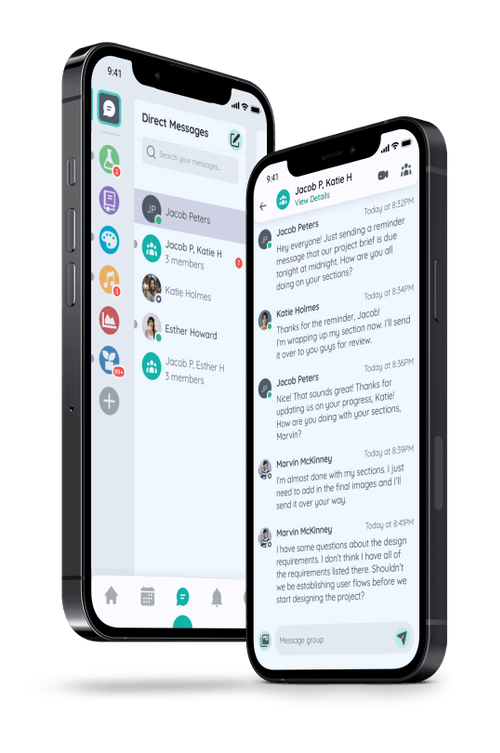 9:41
Direct Messages
Search your messages...
2
JP
Jacob Peters
Jacob P, Katie H
3 members
2
Katie Holmes
3
Esther Howard
Jacob P, Esther H
3 members
99+
9:41
Jacob P, Katie H
View Details
JP
Jacob Peters
Today at 8:32PM
Hey everyone! Just sending a reminder
message that our project brief is due
tonight at midnight. How are you all
doing on your sections?
Katie Holmes
Today at 8:34PM
Thanks for the reminder, Jacob!
I'm wrapping up my section now. I'll send
it over to you guys for review.
JP
Jacob Peters
Today at 8:36PM
Nice! That sounds great! Thanks for
updating us on your progress, Katie!
How are you doing with your sections,
Marvin?
Marvin McKinney
Today at 8:39PM
I'm almost done with my sections. I just
need to add in the final images and I'll
send it over your way.
Marvin McKinney
Today at 8:41PM
I have some questions about the design
requirements. I don't think I have all of
the requirements listed there. Shouldn't
we be establishing user flows before we
start designing the project?
Message group